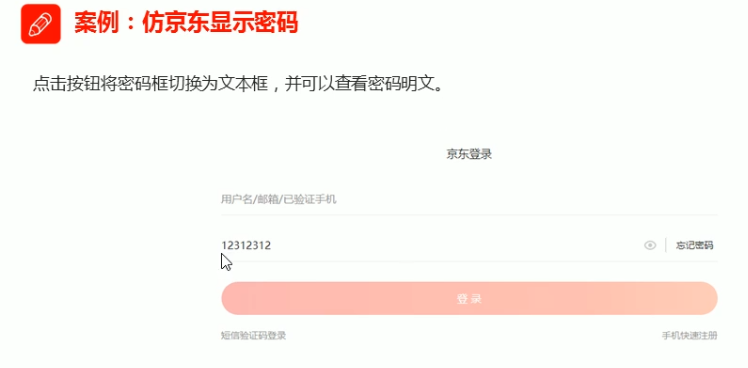 案例：仿京东显示密码
点击按钮将密码框切换为文本框，并可以查看密码明文。
京东登录
用户名/邮箱/已验证手机
12312312 忘记密码
登录
短信验证码登录 手机快速注册